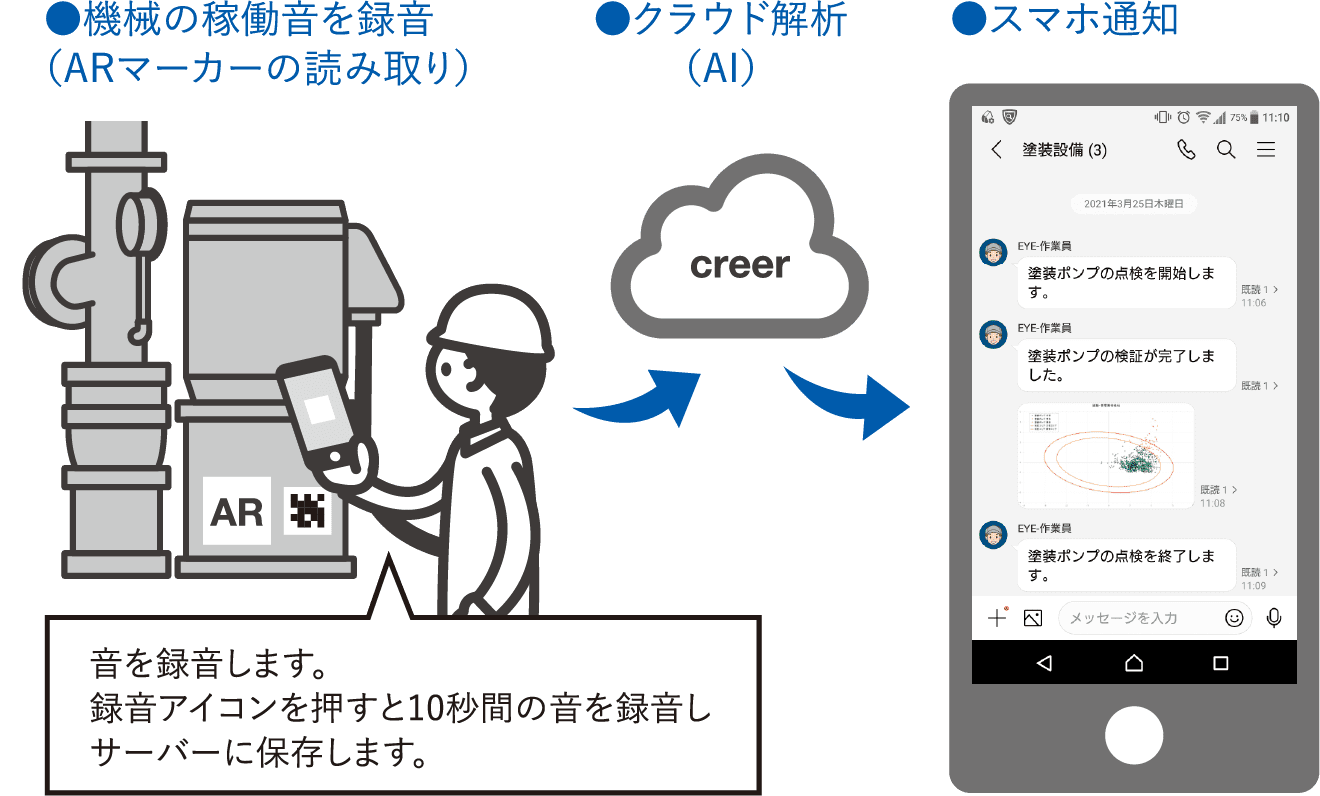 ●機械の稼働音を録音
（ARマーカーの読み取り）
●クラウド解析
（AI）
●スマホ通知
creer
AR
音を録音します。
録音アイコンを押すと10秒間の音を録音し
サーバーに保存します。
75% 11:10
塗装設備 (3)
2021年3月25日木曜日
EYE-作業員
塗装ポンプの点検を開始しま
す。
既読 1 >
11:06
EYE-作業員
塗装ポンプの検証が完了しま
した。
既読 1 >
既読 1 >
11:08
EYE-作業員
塗装ポンプの点検を終了しま
す。
既読 1 >
11:09
メッセージを入力